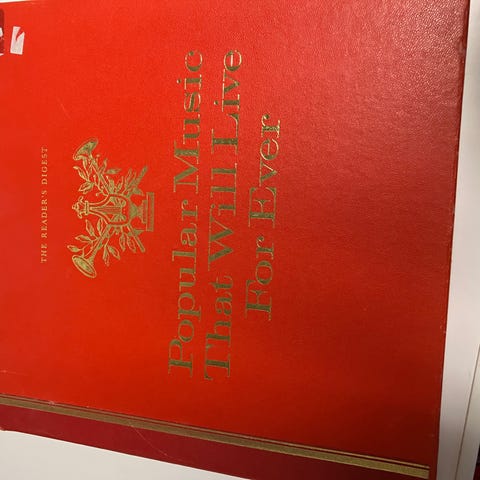 THE READER'S DIGEST
Popular Music
That Will Live
For Ever